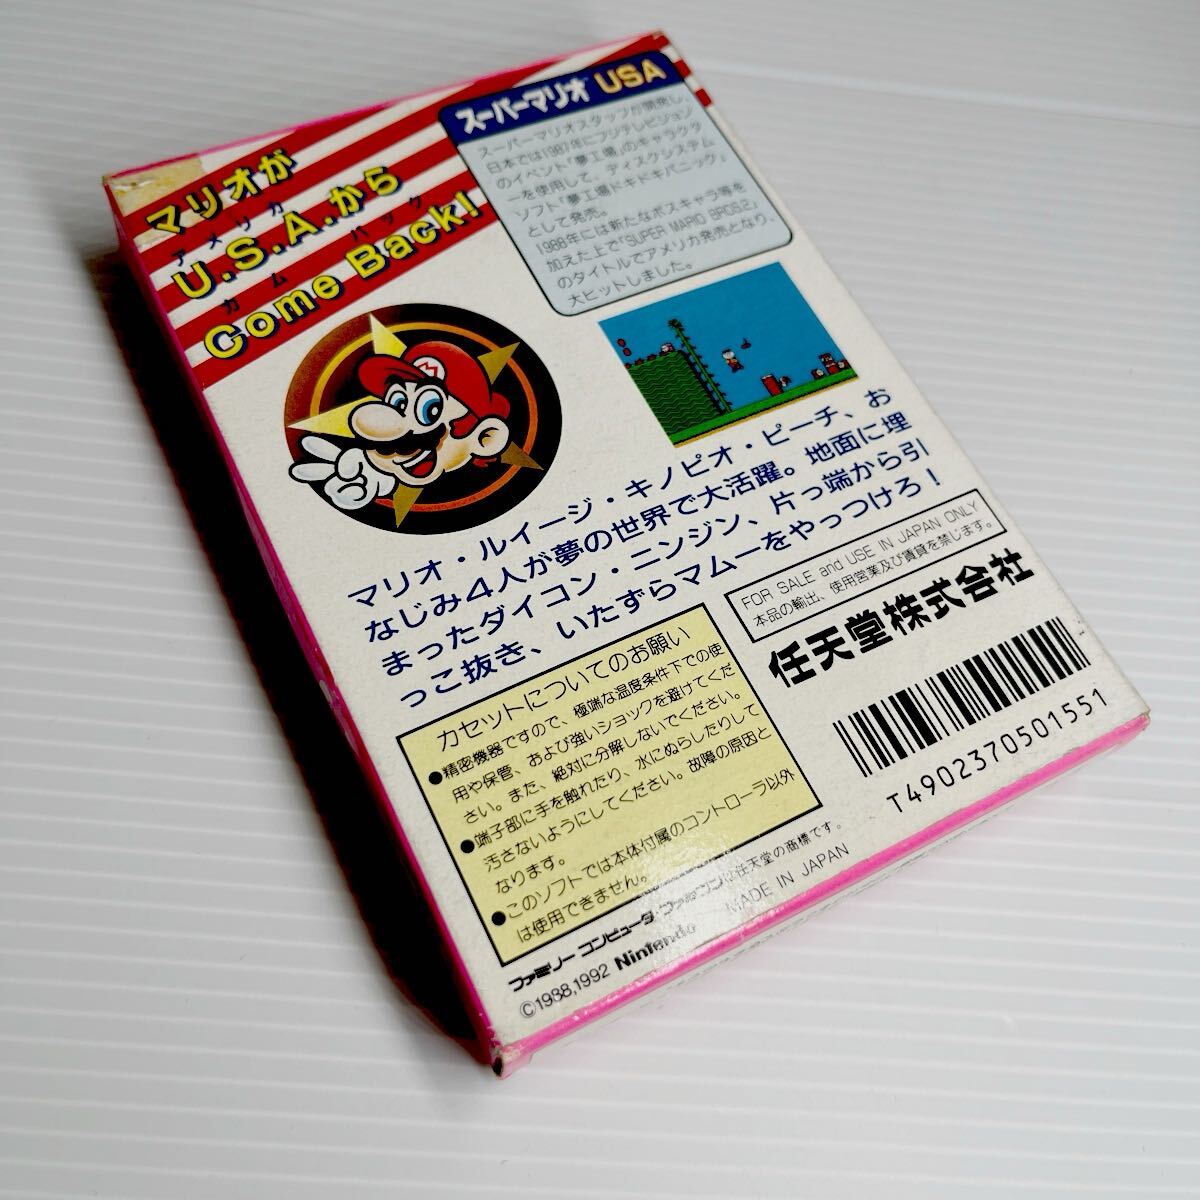 マリオが
アメリカ
U.S.A.から
カムバック
Come Back!
スーパーマリオ USA
スーパーマリオスタッフが開発し、
日本では1987年にフジテレビジョン
のイベント「夢工場」のキャラクタ
ーを使用して、ディスクシステム
ソフト「夢工場ドキドキパニック」
として発売。
1988年には新たなボスキャラ等を
加えた上で「SUPER MARIO BROS.2」
のタイトルでアメリカ発売となり、
大ヒットしました。
マリオ・ルイージ・キノピオ・ピーチ、お
なじみ4人が夢の世界で大活躍。地面に埋
まったダイコン・ニンジン、片っ端から引
っこ抜き、いたずらマムーをやっつけろ!
FOR SALE and USE IN JAPAN ONLY
本品の輸出、使用営業及び賃貸を禁じます。
任天堂株式会社
カセットについてのお願い
●精密機器ですので、極端な温度条件下での使
用や保管、および強いショックを避けてくだ
さい。また、絶対に分解しないでください。
●端子部に手を触れたり、水にぬらしたりして
汚さないようにしてください。故障の原因と
なります。
●このソフトでは本体付属のコントローラ以外
は使用できません。
T4902370501551
ファミリーコンピュータ・ファミコンは任天堂の商標です。
©1988,1992 Nintendo
MADE IN JAPAN